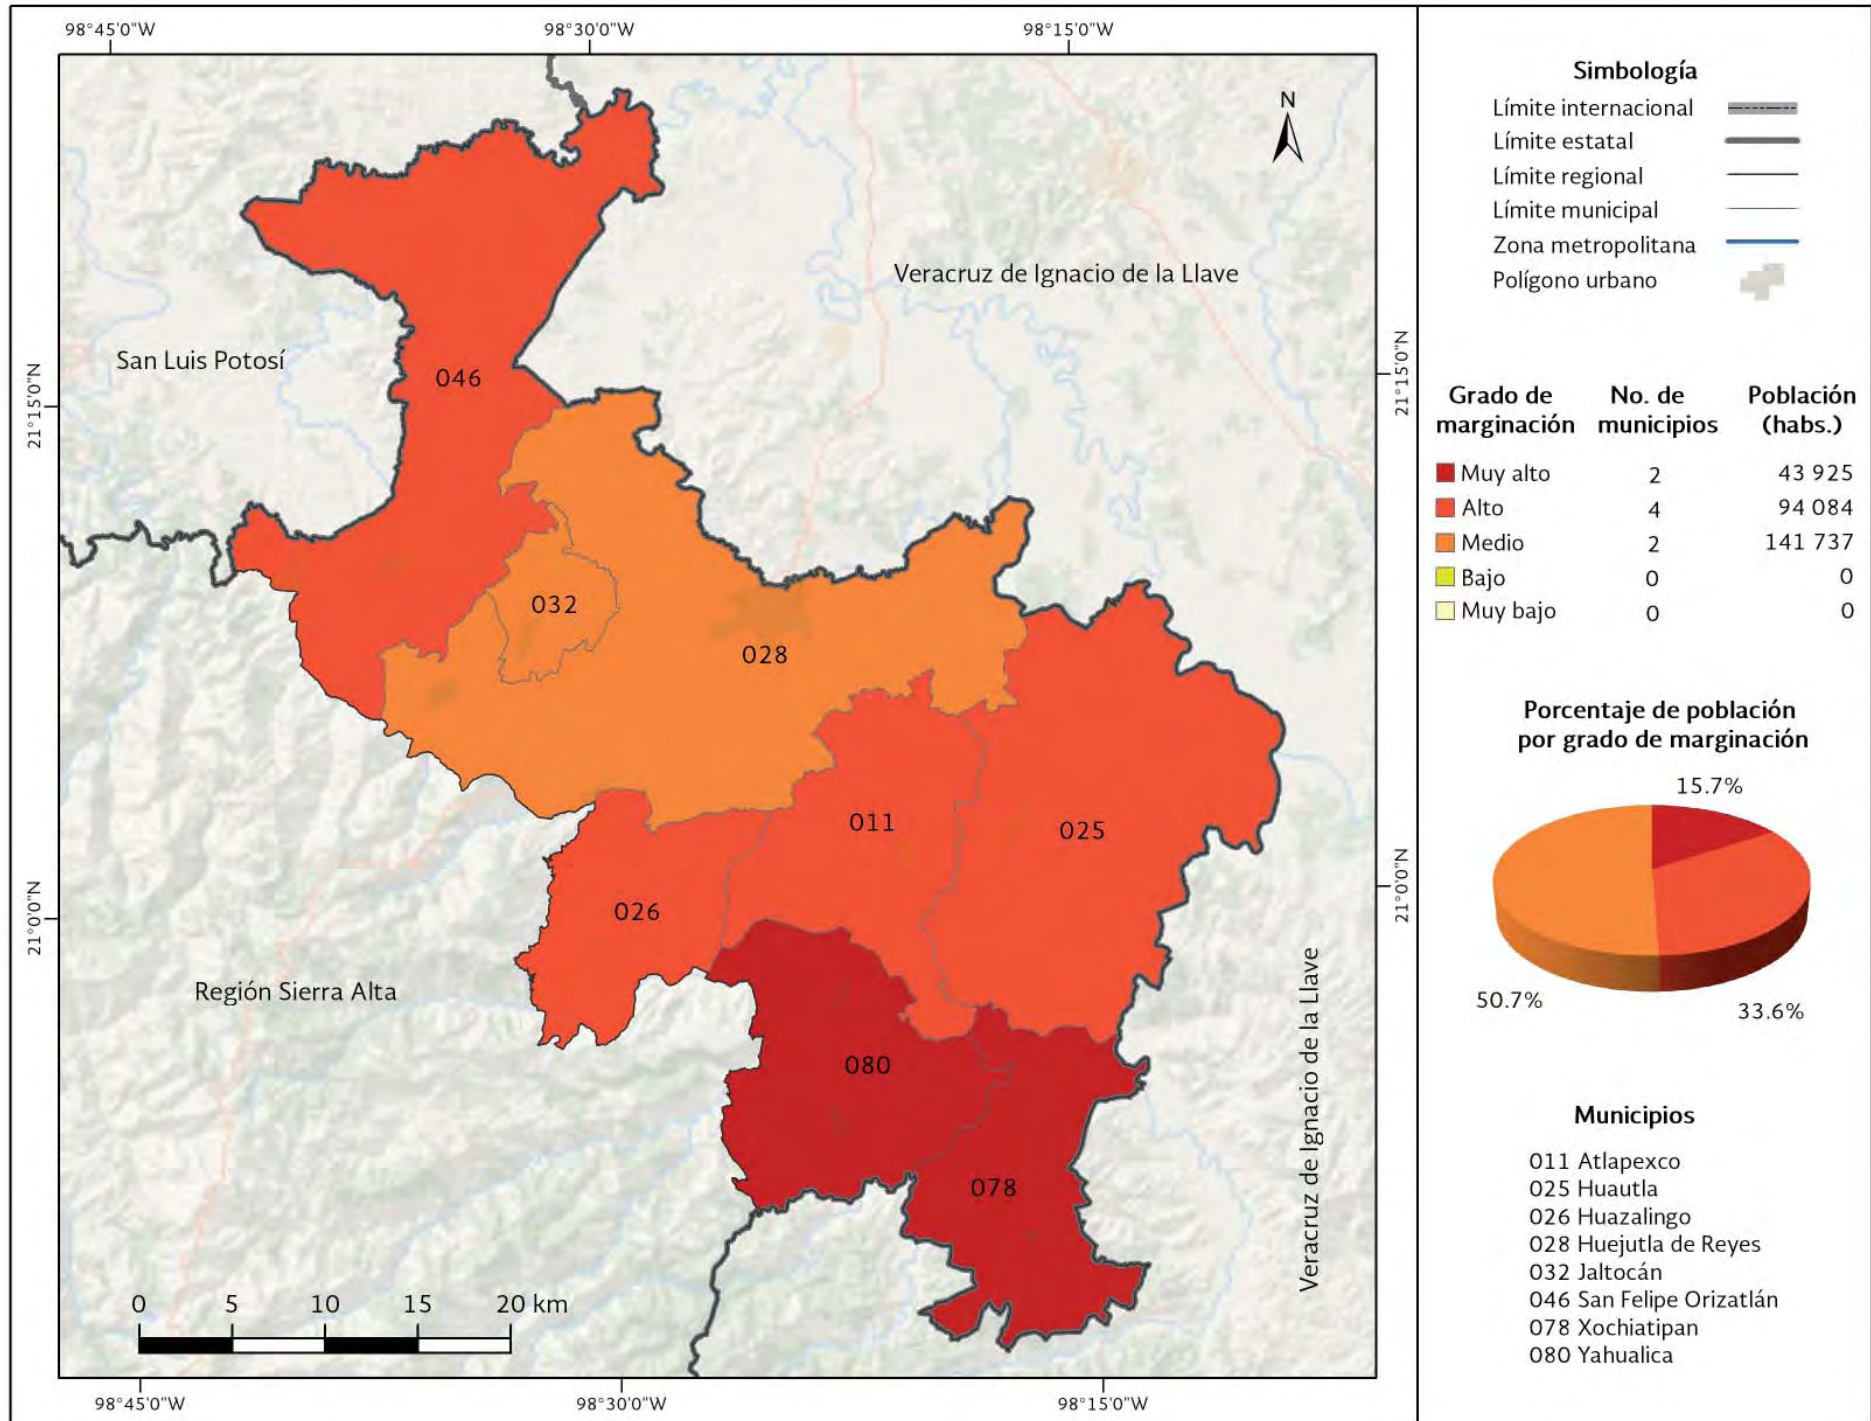 98°45'0"W 98°30'0"W 98°15'0"W
N
Veracruz de Ignacio de la Llave
San Luis Potosí
046
21°15'0"N
21°15'0"N
032
028
011
025
026
21°0'0"N
21°0'0"N
Región Sierra Alta
080
078
Veracruz de Ignacio de la Llave
0 5 10 15 20 km
98°45'0"W 98°30'0"W 98°15'0"W
Simbología
Límite internacional
Límite estatal
Límite regional
Límite municipal
Zona metropolitana
Polígono urbano
Grado de marginación No. de municipios Población (habs.)
Muy alto 2 43 925
Alto 4 94 084
Medio 2 141 737
Bajo 0 0
Muy bajo 0 0
Porcentaje de población
por grado de marginación
15.7%
50.7%
33.6%
Municipios
011 Atlapexco
025 Huautla
026 Huazalingo
028 Huejutla de Reyes
032 Jaltocán
046 San Felipe Orizatlán
078 Xochiatipan
080 Yahualica